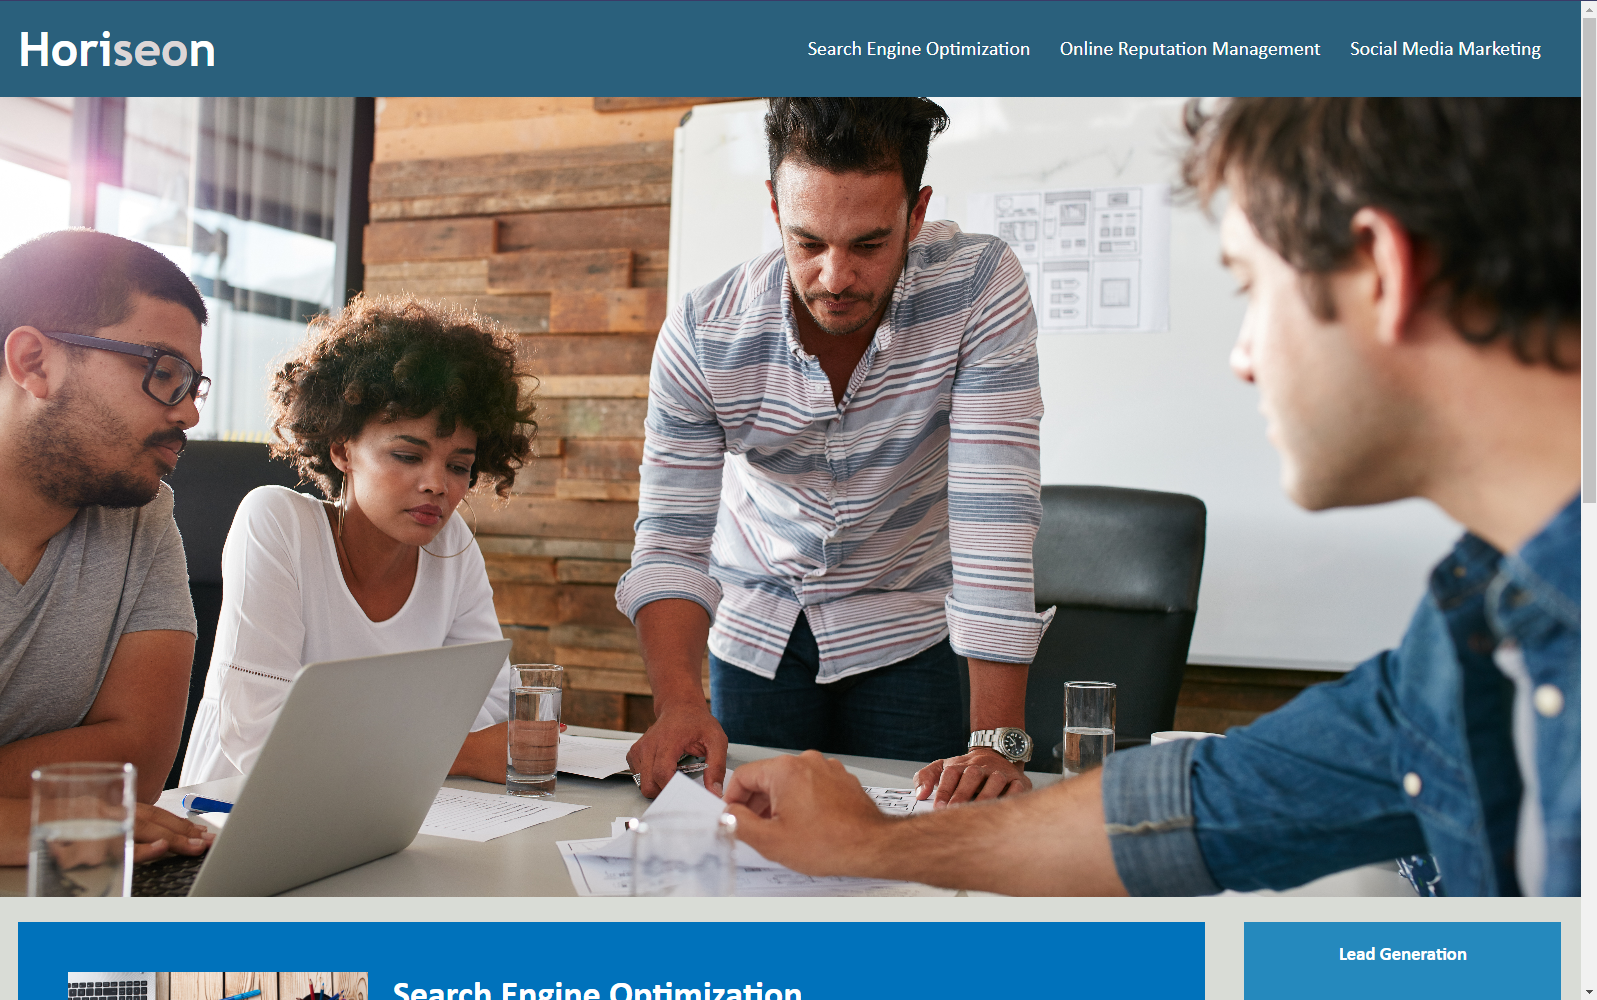 Horiseon
Search Engine Optimization
Online Reputation Management
Social Media Marketing
Search Engine Optimization
Lead Generation